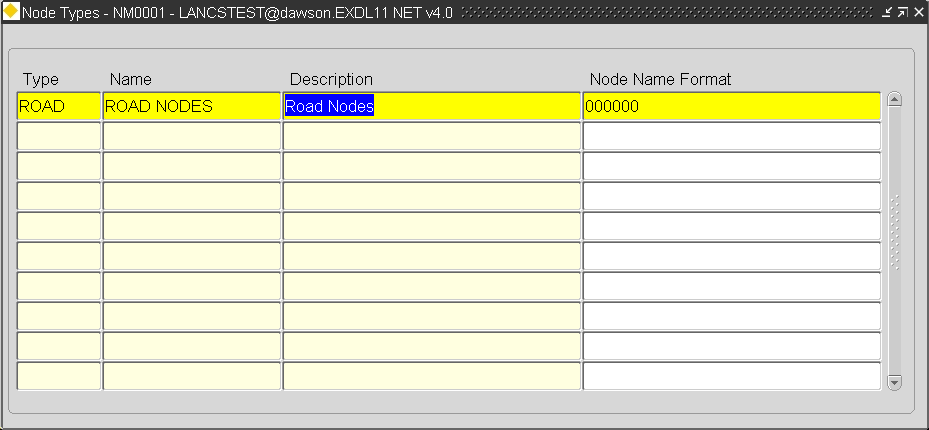 Node Types - NM0001 - LANCSTEST@dawson.EXDL11 NET v4.0
Type Name Description Node Name Format
ROAD ROAD NODES Road Nodes 000000